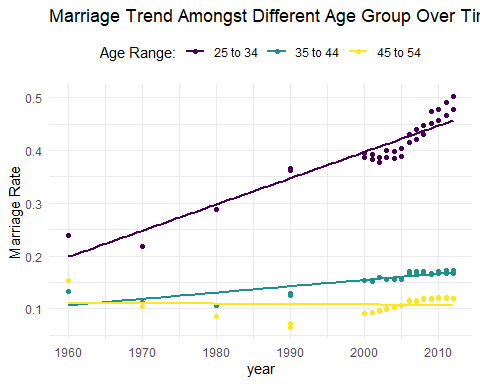 Marriage Trend Amongst Different Age Group Over
Age Range: 25 to 34 35 to 44 45 to 54
Marriage Rate
0.5
0.4
0.3
0.2
0.1
1960 1970 1980 1990 2000 2010
year